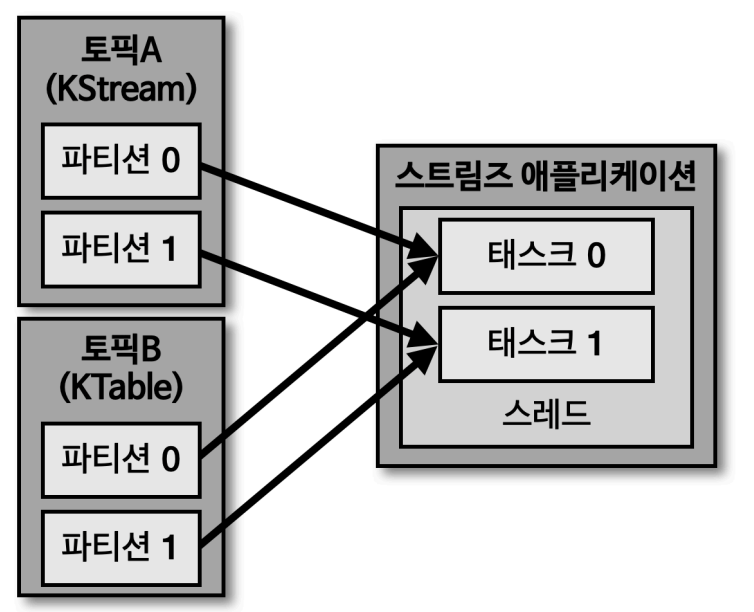 토픽A
(KStream)
파티션 0
파티션 1
토픽B
(KTable)
파티션 0
파티션 1
스트림즈 애플리케이션
태스크 0
태스크 1
스레드